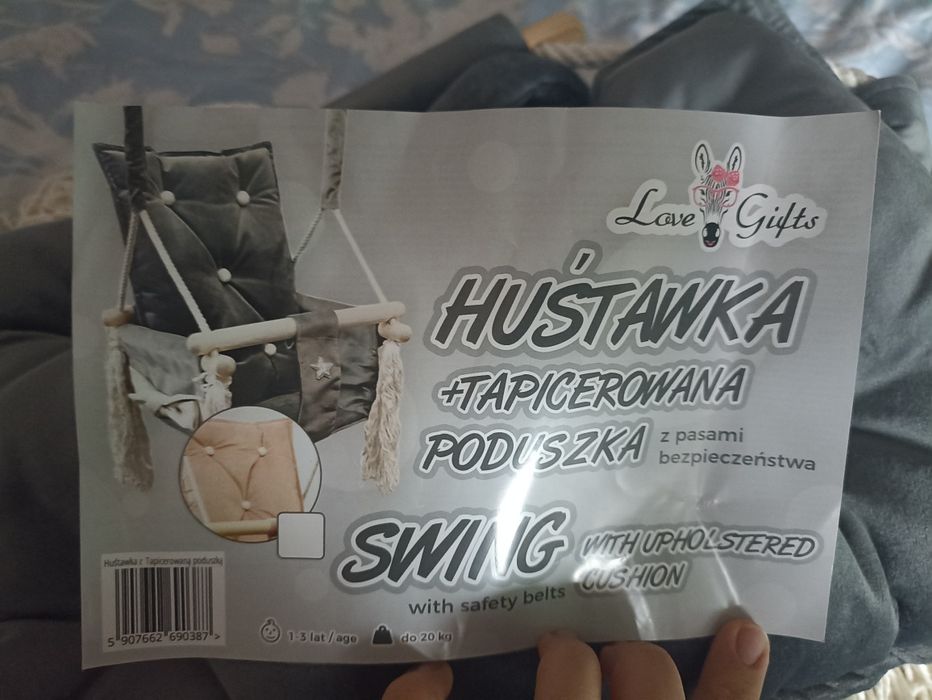 Love Gifts
HUŚTAWKA
+TAPICEROWANA
PODUSZKA
z pasami
bezpieczeństwa
SWING
WITH UPHOLSTERED
CUSHION
with safety belts
Huśtawka z Tapicerowaną poduszką
5 907662 690387 >
1-3 lat / age
do 20 kg